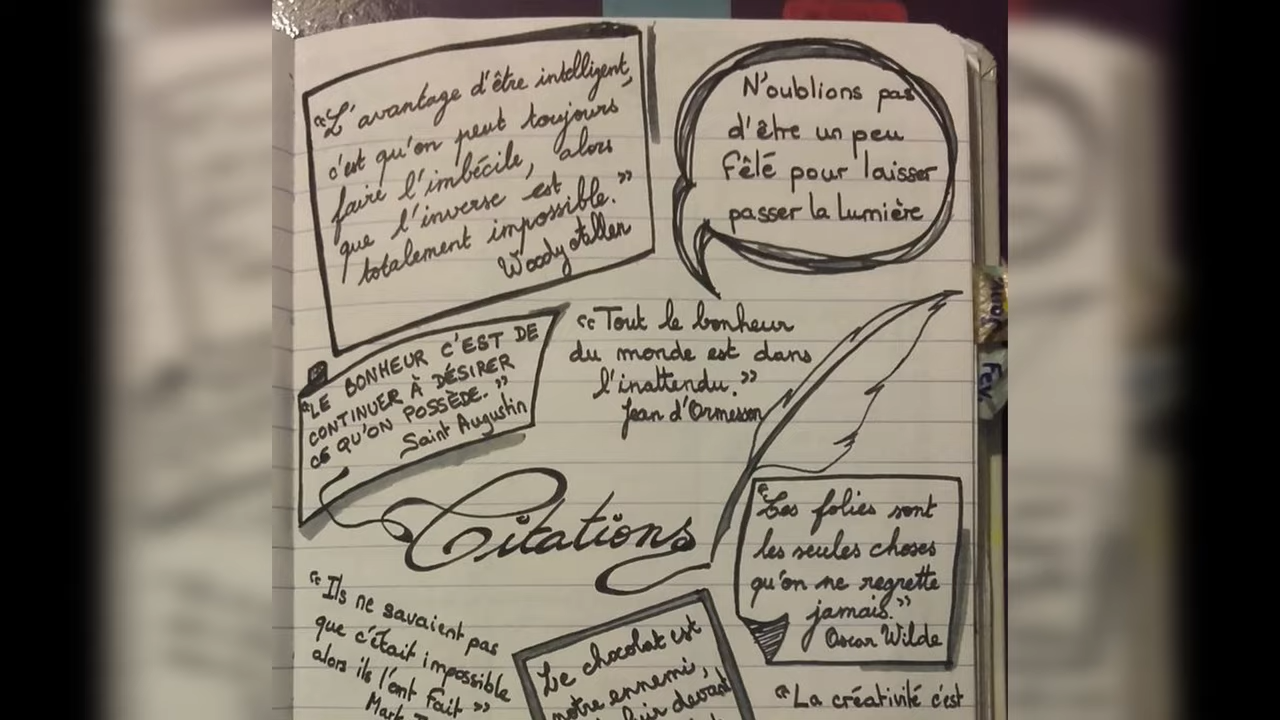 "L'avantage d'être intelligent,
c'est qu'on peut toujours
faire l'imbécile, alors
que l'inverse est
totalement impossible."
Woody Allen
N'oublions pas
d'être un peu
fêlé pour laisser
passer la lumière
"LE BONHEUR C'EST DE
CONTINUER À DÉSIRER
CE QU'ON POSSÈDE."
Saint Augustin
"Tout le bonheur
du monde est dans
l'inattendu."
Jean d'Ormesson
Citations
"Les folies sont
les seules choses
qu'on ne regrette
jamais."
Oscar Wilde
"Ils ne savaient pas
que c'était impossible
alors ils l'ont fait"
Mark
Le chocolat est
notre ennemi,
devant
"La créativité c'est
Fev